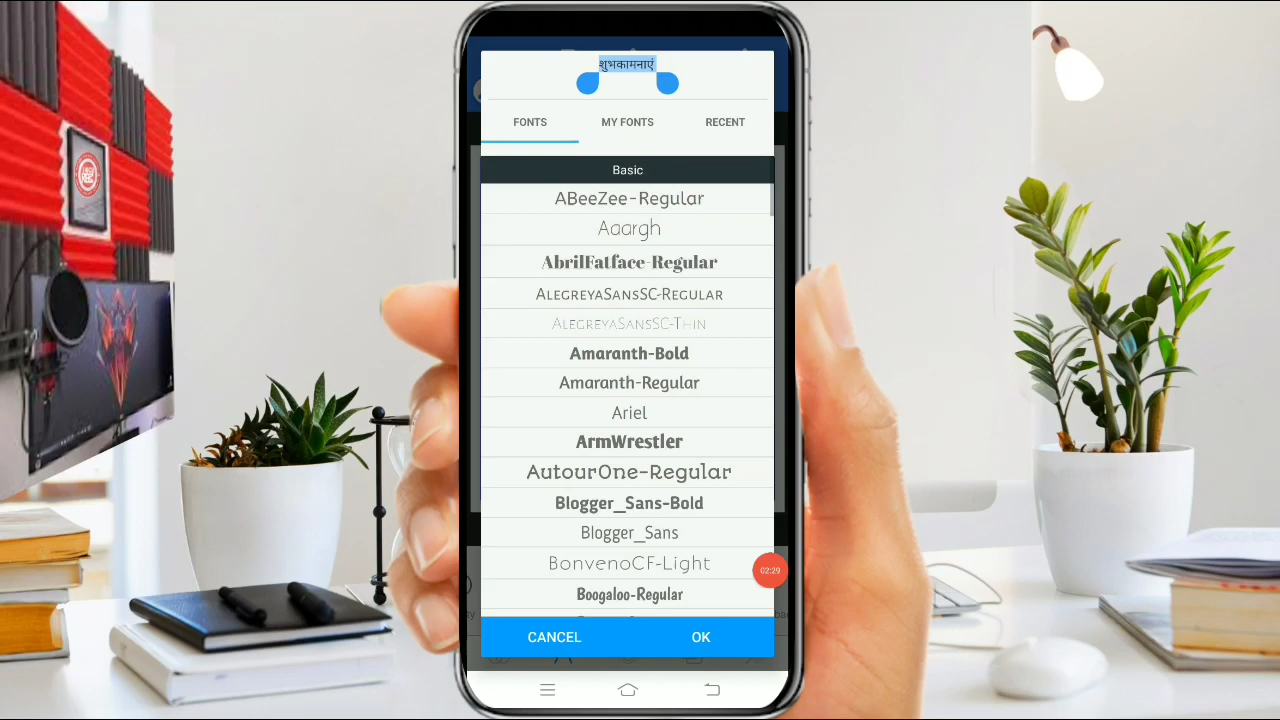 शुभकामनाएं
FONTS MY FONTS RECENT
Basic
ABeeZee-Regular
Aaargh
AbrilFatface-Regular
AlegreyaSansSC-Regular
AlegreyaSansSC-Thin
Amaranth-Bold
Amaranth-Regular
Ariel
ArmWrestler
AutourOne-Regular
Blogger_Sans-Bold
Blogger_Sans
BonvenoCF-Light
02:29
Boogaloo-Regular
CANCEL OK